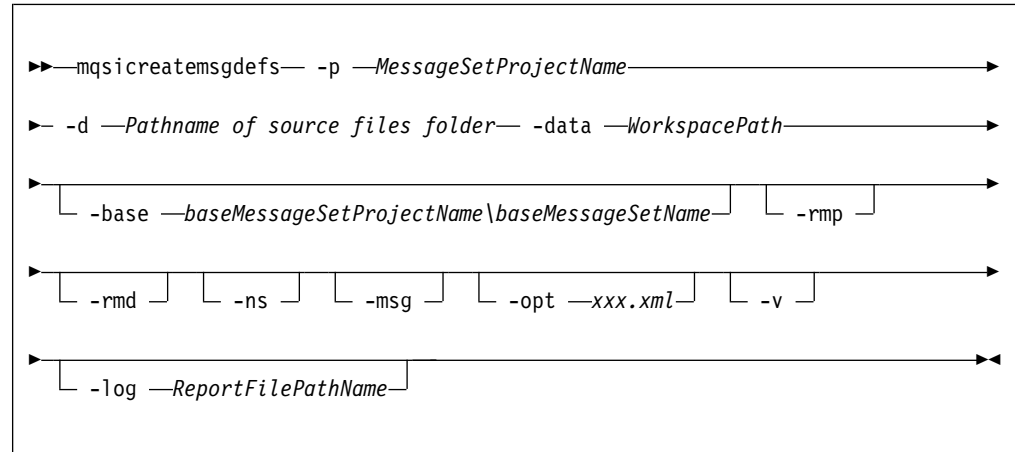 mqsicreatemsgdefs -p MessageSetProjectName
-d Pathname of source files folder -data WorkspacePath
-base baseMessageSetProjectName\baseMessageSetName -rmp
-rmd -ns -msg -opt xxx.xml -v
-log ReportFilePathName